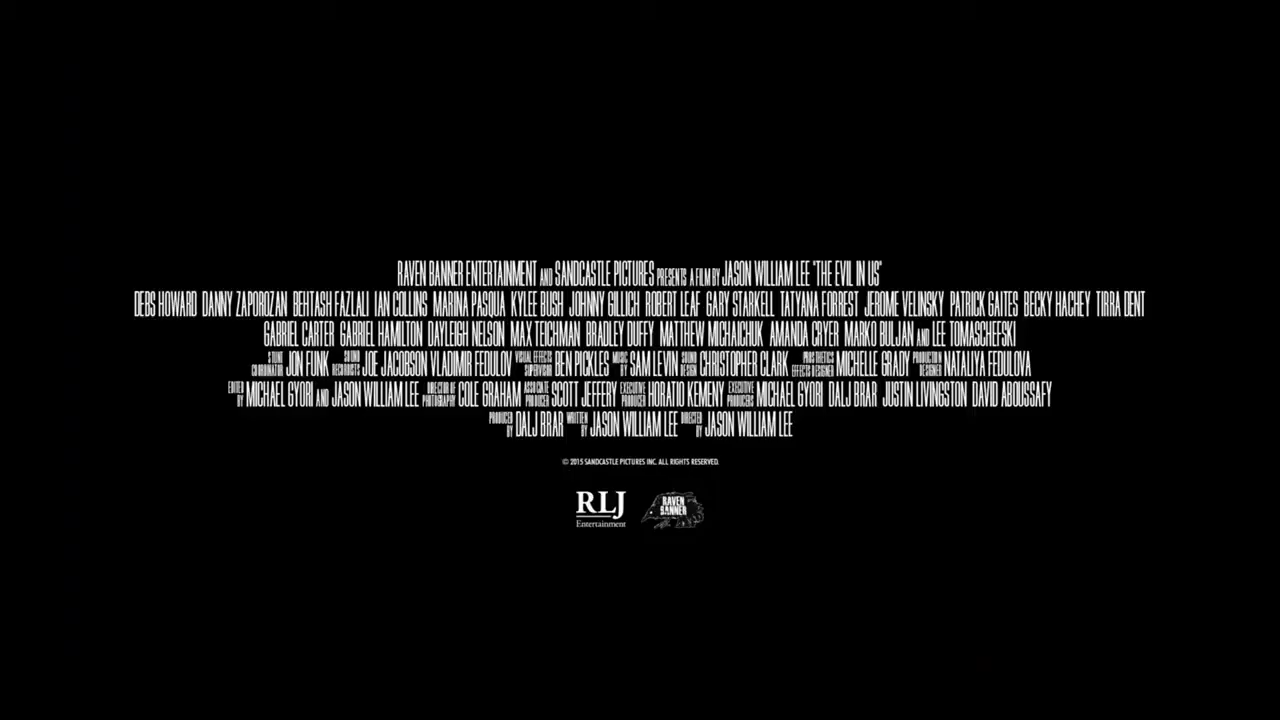 RAVEN BANNER ENTERTAINMENT AND SANDCASTLE PICTURES PRESENTS A FILM BY JASON WILLIAM LEE "THE EVIL IN US"
DEBS HOWARD DANNY ZAPOROZAN BEHTASH FAZLALI IAN COLLINS MARINA PASQUA KYLEE BUSH JOHNNY GILLICH ROBERT LEAF GARY STARKELL TATYANA FORREST JEROME VELINSKY PATRICK GAITES BECKY HACHEY TIRRA DENT
GABRIEL CARTER GABRIEL HAMILTON DAYLEIGH NELSON MAX TEICHMAN BRADLEY DUFFY MATTHEW MICHAICHUK AMANDA CRYER MARKO BULJAN AND LEE TOMASCHEFSKI
STUNT COORDINATOR JON FUNK SOUND RECORDISTS JOE JACOBSON VLADIMIR FEDULOV VISUAL EFFECTS SUPERVISOR BEN PICKLES MUSIC BY SAM LEVIN SOUND DESIGN CHRISTOPHER CLARK PROSTHETICS EFFECTS DESIGNER MICHELLE GRADY PRODUCTION DESIGNER NATALIYA FEDULOVA
EDITED BY MICHAEL GYORI AND JASON WILLIAM LEE DIRECTOR OF PHOTOGRAPHY COLE GRAHAM ASSOCIATE PRODUCER SCOTT JEFFERY EXECUTIVE PRODUCER HORATIO KEMENY EXECUTIVE PRODUCERS MICHAEL GYORI DALJ BRAR JUSTIN LIVINGSTON DAVID ABOUSSAFY
PRODUCED BY DALJ BRAR WRITTEN BY JASON WILLIAM LEE DIRECTED BY JASON WILLIAM LEE
© 2015 SANDCASTLE PICTURES INC. ALL RIGHTS RESERVED.
RLJ
Entertainment
RAVEN
BANNER